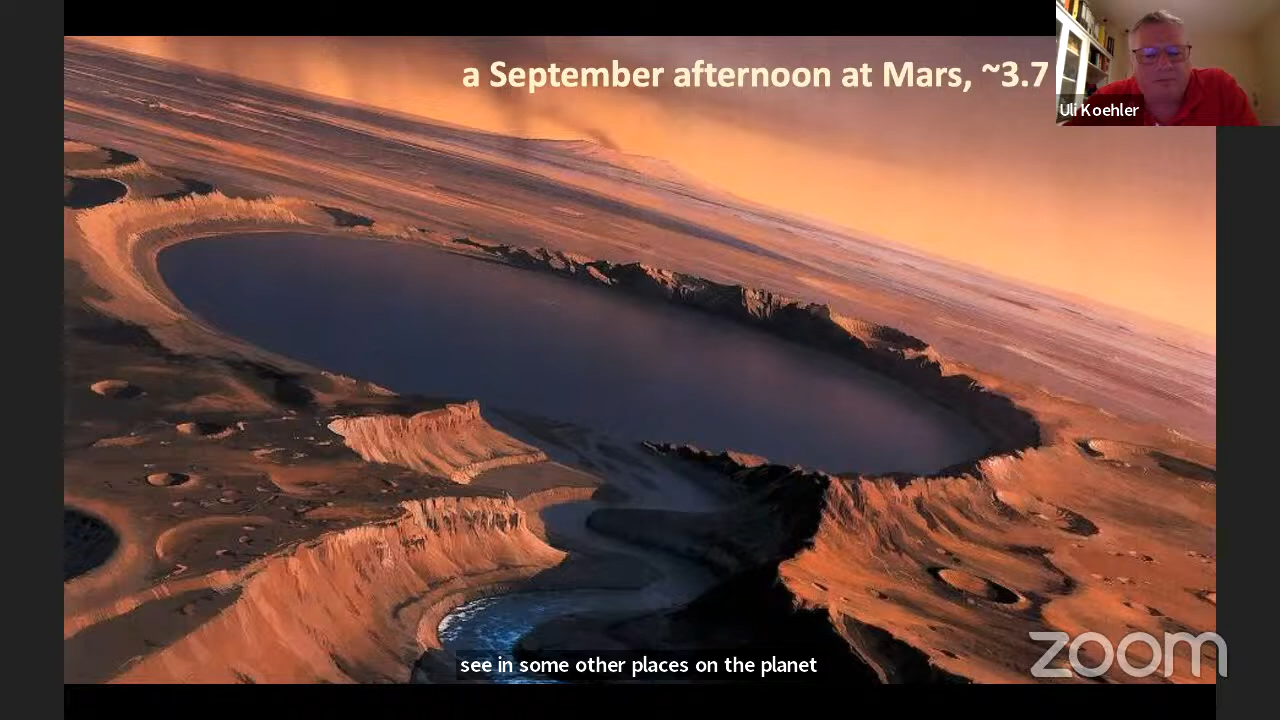 a September afternoon at Mars, ~3.7
Uli Koehler
see in some other places on the planet
zoom